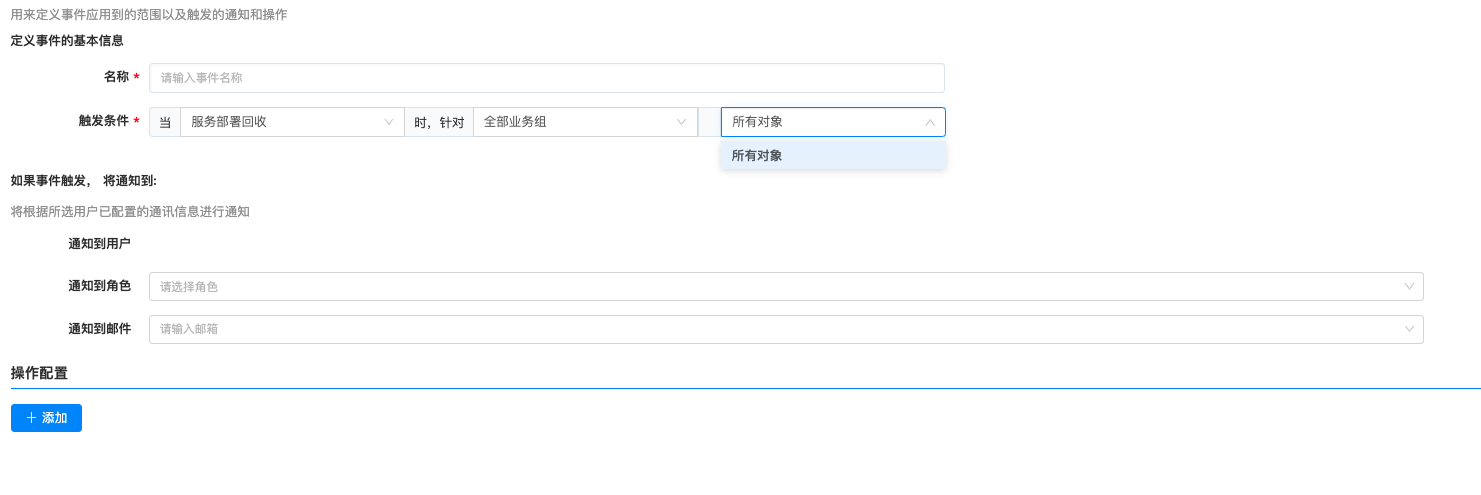 用来定义事件应用到的范围以及触发的通知和操作
定义事件的基本信息
名称 * 请输入事件名称
触发条件 * 当 服务部署回收 时，针对 全部业务组 所有对象
所有对象
如果事件触发， 将通知到:
将根据所选用户已配置的通讯信息进行通知
通知到用户
通知到角色 请选择角色
通知到邮件 请输入邮箱
操作配置
+ 添加